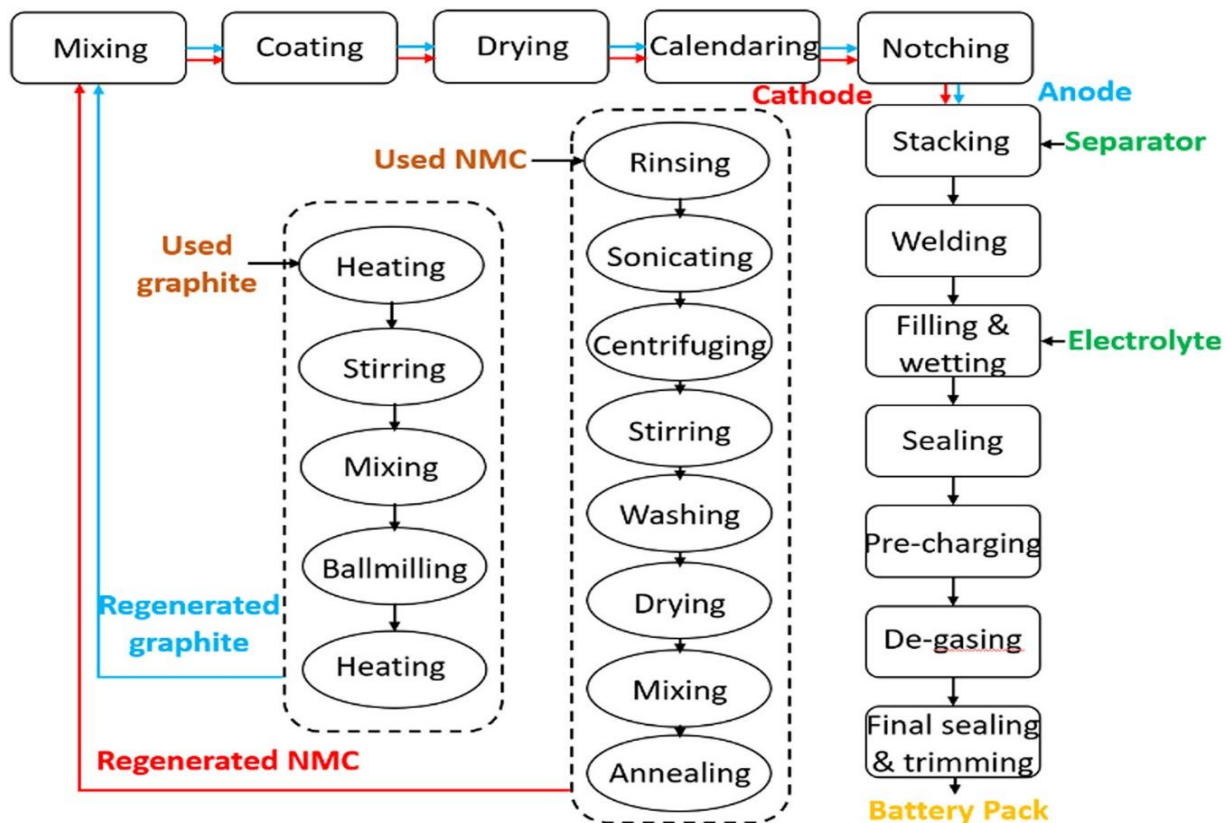 Mixing
Coating
Drying
Calendaring
Notching
Cathode
Anode
Used NMC
Rinsing
Stacking
Separator
Used
graphite
Heating
Sonicating
Welding
Stirring
Centrifuging
Filling &
wetting
Electrolyte
Mixing
Stirring
Sealing
Ballmilling
Washing
Pre-charging
Regenerated
graphite
Heating
Drying
De-gasing
Mixing
Final sealing
& trimming
Regenerated NMC
Annealing
Battery Pack